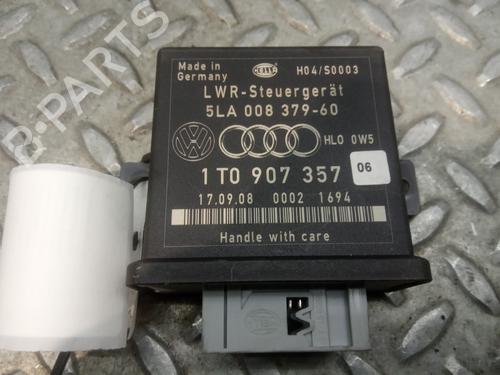 Made in
Germany
HELLA
H04/S0003
LWR-Steuergerät
5LA 008 379-60
HLO 0W5
1T0 907 357
06
17.09.08 0002 1694
Handle with care
B-PARTS